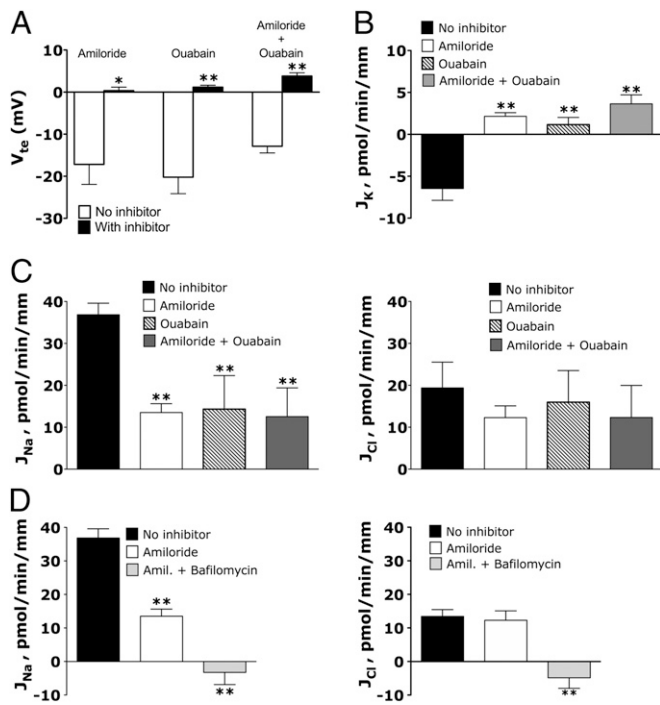 A
Amiloride
Ouabain
Amiloride
+
Ouabain
V_te (mV)
10
0
-10
-20
-30
*
**
**
No inhibitor
With inhibitor
B
No inhibitor
Amiloride
Ouabain
Amiloride + Ouabain
J_K, pmol/min/mm
10
5
0
-5
-10
**
**
**
C
No inhibitor
Amiloride
Ouabain
Amiloride + Ouabain
J_Na, pmol/min/mm
40
30
20
10
0
**
**
**
No inhibitor
Amiloride
Ouabain
Amiloride + Ouabain
J_Cl, pmol/min/mm
40
30
20
10
0
D
No inhibitor
Amiloride
Amil. + Bafilomycin
J_Na, pmol/min/mm
40
30
20
10
0
-10
**
**
No inhibitor
Amiloride
Amil. + Bafilomycin
J_Cl, pmol/min/mm
40
30
20
10
0
-10
**